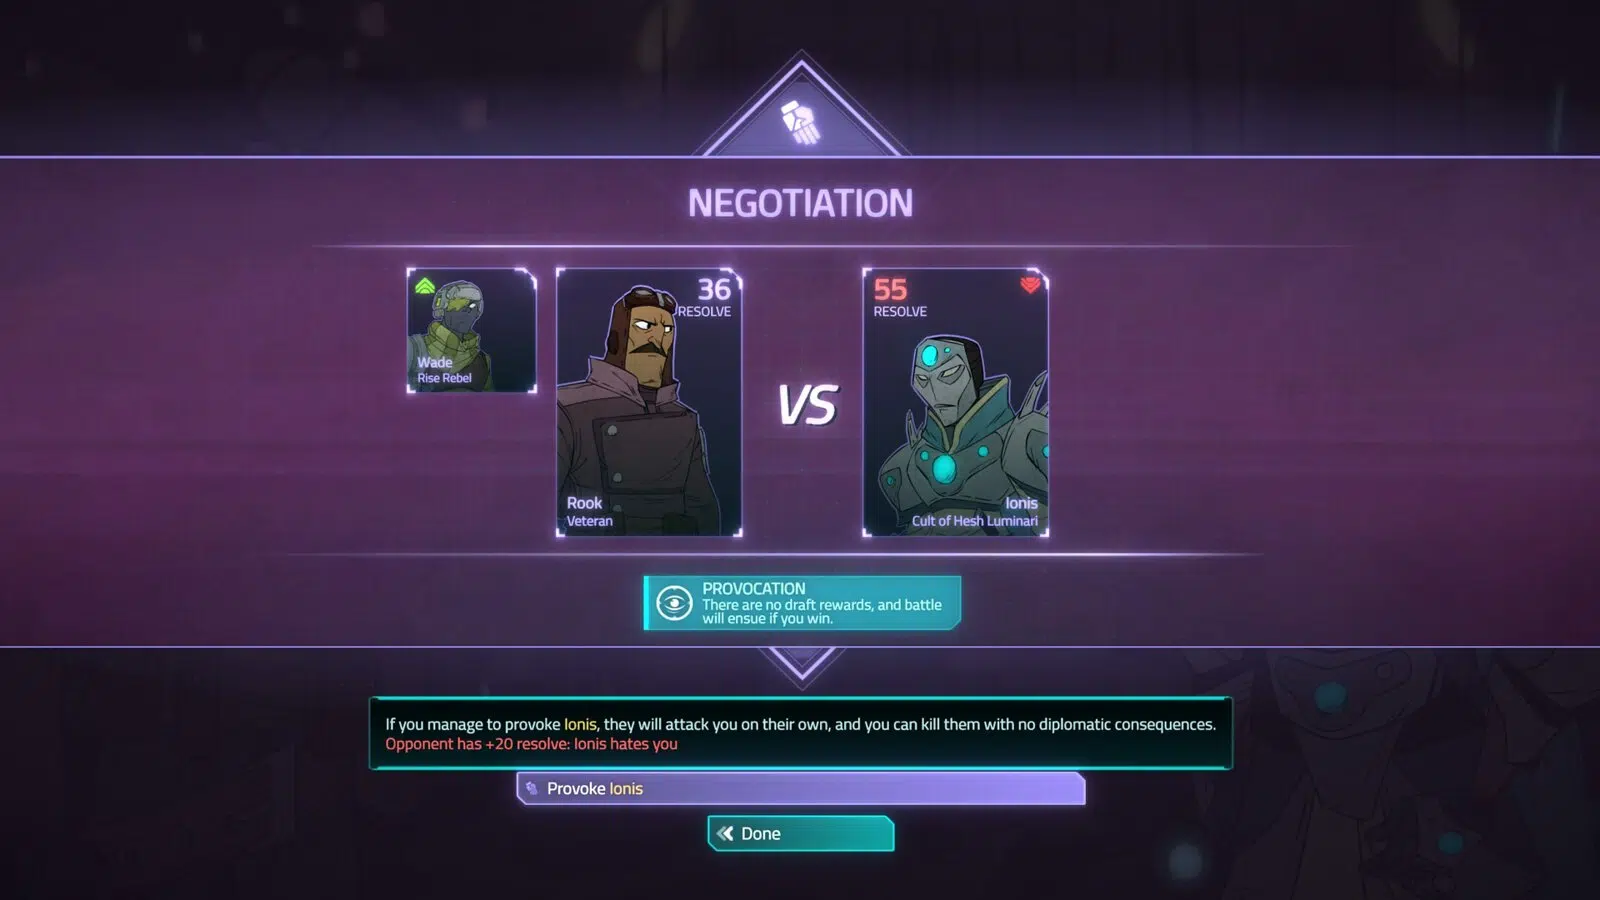 NEGOTIATION
Wade
Rise Rebel
36
RESOLVE
Rook
Veteran
VS
55
RESOLVE
Ionis
Cult of Hesh Luminari
PROVOCATION
There are no draft rewards, and battle
will ensue if you win.
If you manage to provoke Ionis, they will attack you on their own, and you can kill them with no diplomatic consequences.
Opponent has +20 resolve: Ionis hates you
Provoke Ionis
Done